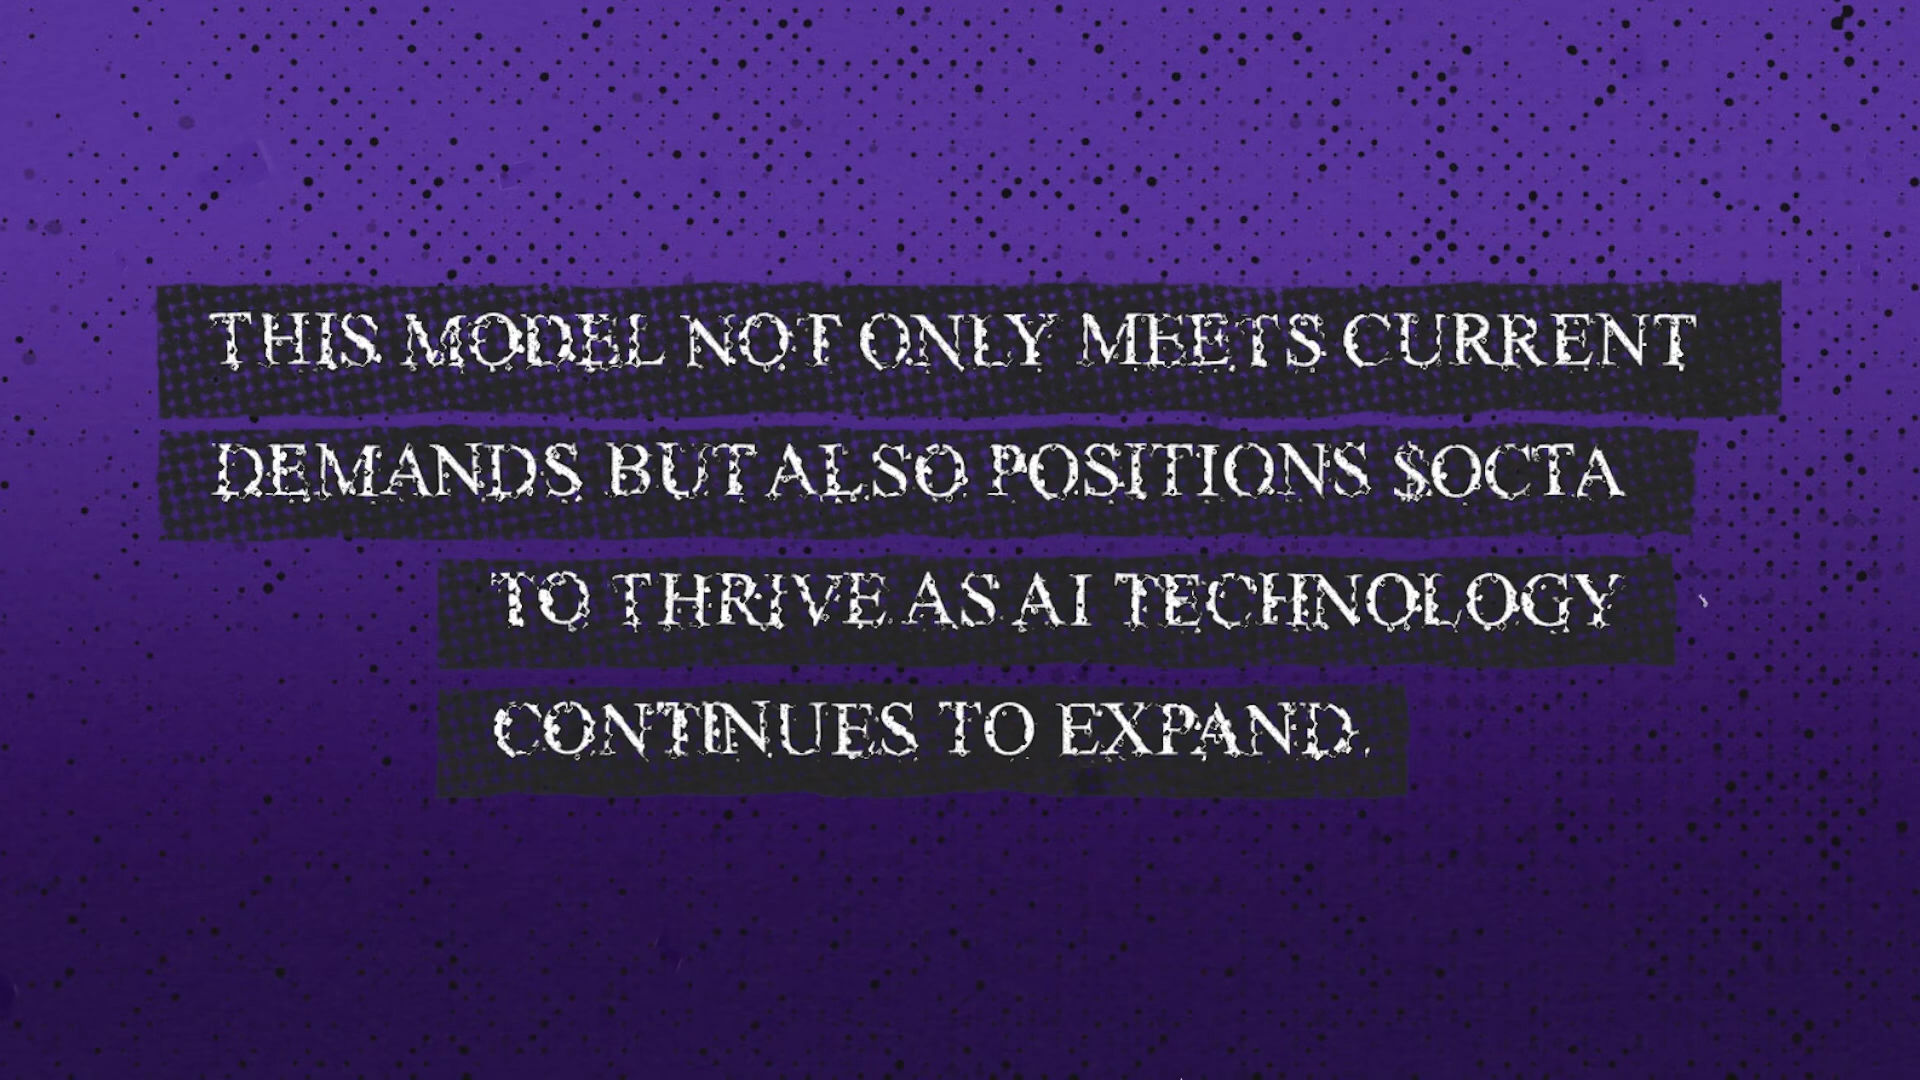 THIS MODEL NOT ONLY MEETS CURRENT
DEMANDS BUT ALSO POSITIONS $OCTA
TO THRIVE AS AI TECHNOLOGY
CONTINUES TO EXPAND.